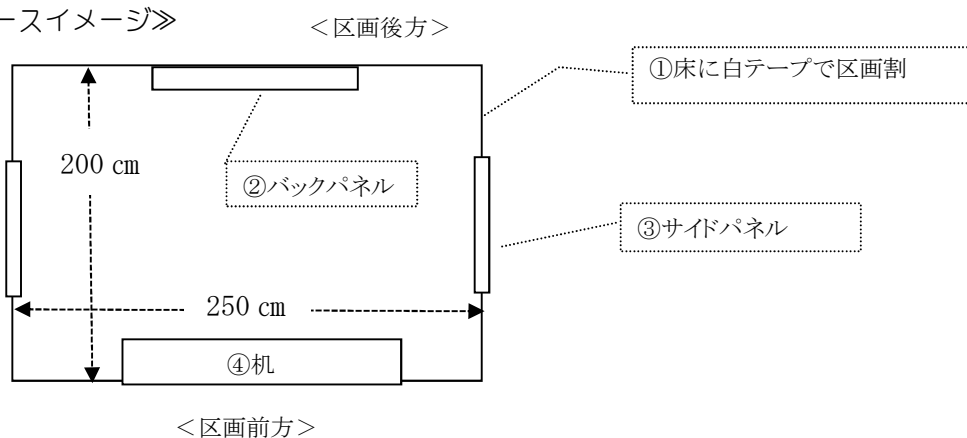 ースイメージ≫
＜区画後方＞
①床に白テープで区画割
200 cm
②バックパネル
③サイドパネル
250 cm
④机
＜区画前方＞